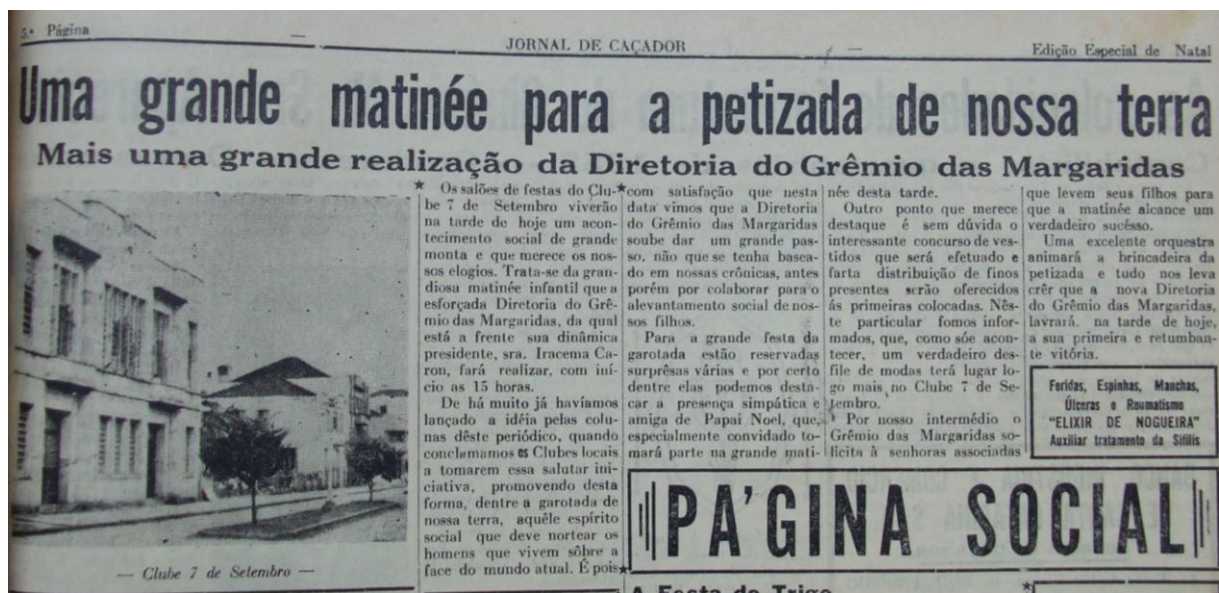 5.ª Página
JORNAL DE CAÇADOR
Edição Especial de Natal
Uma grande matinée para a petizada de nossa terra
Mais uma grande realização da Diretoria do Grêmio das Margaridas
— Clube 7 de Setembro —
Os salões de festas do Clu-
be 7 de Setembro viverão
na tarde de hoje um acon-
tecimento social de grande
monta e que merece os nos-
sos elogios. Trata-se da gran-
diosa matinée infantil que a
esforçada Diretoria do Grê-
mio das Margaridas, da qual
está a frente sua dinâmica
presidente, sra. Iracema Ca-
ron, fará realizar, com iní-
cio as 15 horas.
De há muito já havíamos
lançado a idéia pelas colu-
nas dêste periódico, quando
conclamamos os Clubes locais
a tomarem essa salutar ini-
ciativa, promovendo desta
forma, dentre a garotada de
nossa terra, aquêle espírito
social que deve nortear os
homens que vivem sôbre a
face do mundo atual. É pois
com satisfação que nesta
data vimos que a Diretoria
do Grêmio das Margaridas
soube dar um grande pas-
so, não que se tenha basea-
do em nossas crônicas, antes
porém por colaborar para o
alevantamento social de nos-
sos filhos.
Para a grande festa da
garotada estão reservadas
surprêsas várias e por certo
dentre elas podemos desta-
car a presença simpática e
amiga de Papai Noel, que,
especialmente convidado to-
mará parte na grande mati-
née desta tarde.
Outro ponto que merece
destaque é sem dúvida o
interessante concurso de ves-
tidos que será efetuado e
farta distribuição de finos
presentes serão oferecidos
ás primeiras colocadas. Nês-
te particular fomos infor-
mados, que, como sóe acon-
tecer, um verdadeiro des-
file de modas terá lugar lo-
gó mais no Clube 7 de Se-
tembro.
Por nosso intermédio o
Grêmio das Margaridas so-
licita à senhoras associadas
que levem seus filhos para
que a matinée alcance um
verdadeiro sucésso.
Uma excelente orquestra
animará a brincadeira da
petizada e tudo nos leva
crêr que a nova Diretoria
do Grêmio das Margaridas,
lavrará, na tarde de hoje,
a sua primeira e retumban-
te vitória.
Feridas, Espinhas, Manchas,
Úlceras e Reumatismo
"ELIXIR DE NOGUEIRA"
Auxiliar tratamento da Sífilis
PA'GINA SOCIAL
A Festa do Trigo